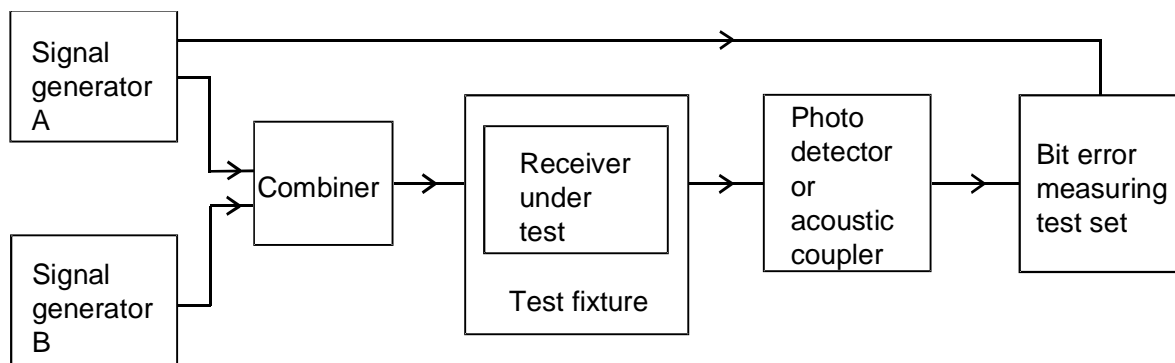 Signal
generator
A
Combiner
Signal
generator
B
Receiver
under
test
Test fixture
Photo
detector
or
acoustic
coupler
Bit error
measuring
test set